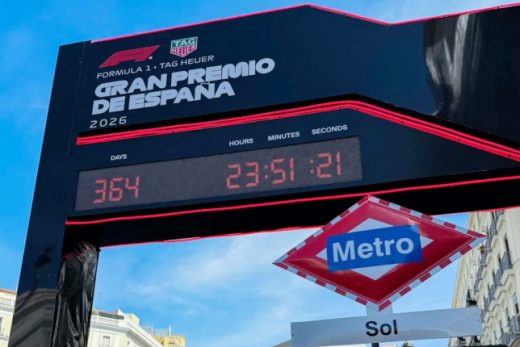 F1
TAG
HEUER
FORMULA 1 · TAG HEUER
GRAN PREMIO
DE ESPAÑA
2026
DAYS HOURS MINUTES SECONDS
364 23:51:21
Metro
Sol